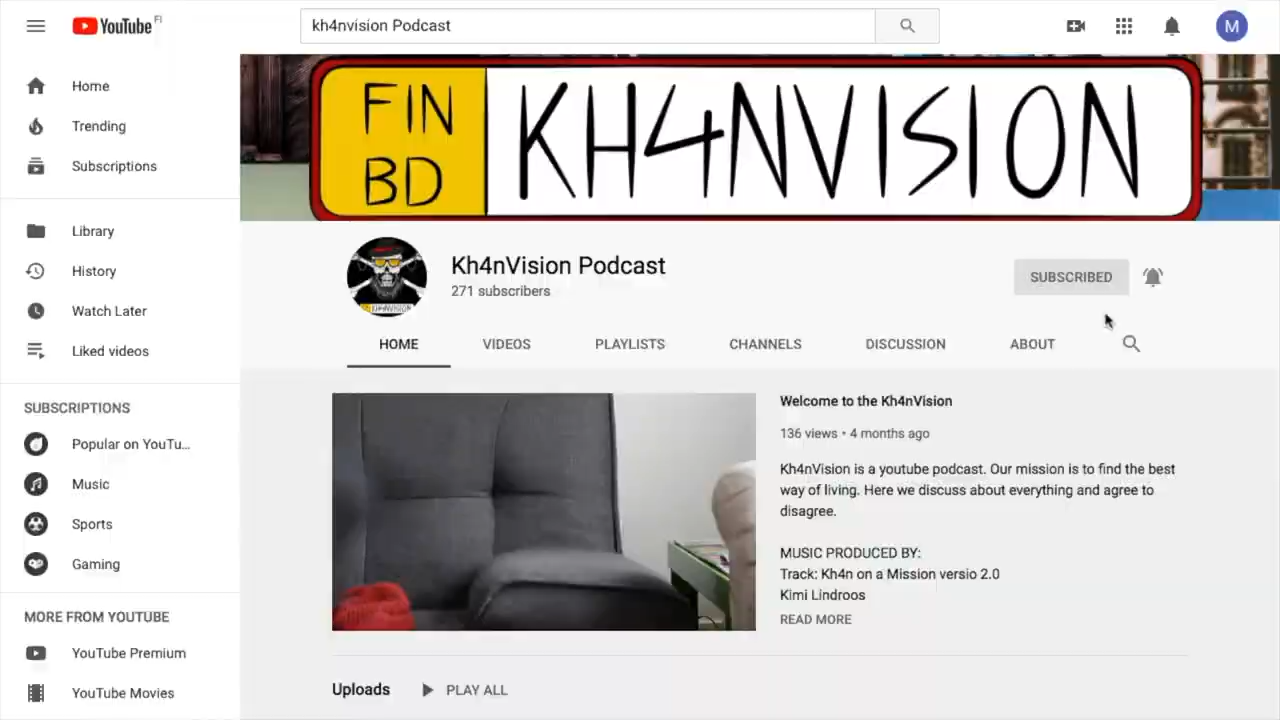 YouTube FI
kh4nvision Podcast
M
Home
Trending
Subscriptions
Library
History
Watch Later
Liked videos
SUBSCRIPTIONS
Popular on YouTu...
Music
Sports
Gaming
MORE FROM YOUTUBE
YouTube Premium
YouTube Movies
FIN
BD
KH4NVISION
KH4NVISION
Kh4nVision Podcast
271 subscribers
SUBSCRIBED
HOME VIDEOS PLAYLISTS CHANNELS DISCUSSION ABOUT
Welcome to the Kh4nVision
136 views • 4 months ago
Kh4nVision is a youtube podcast. Our mission is to find the best
way of living. Here we discuss about everything and agree to
disagree.
MUSIC PRODUCED BY:
Track: Kh4n on a Mission versio 2.0
Kimi Lindroos
READ MORE
Uploads PLAY ALL